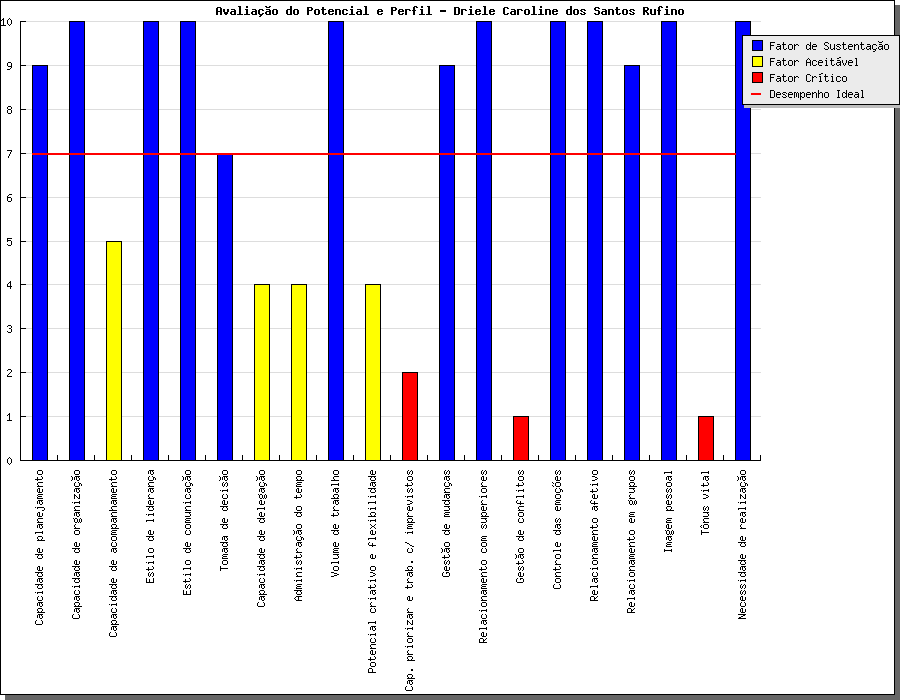 Avaliação do Potencial e Perfil - Driele Caroline dos Santos Rufino
10
9
8
7
6
5
4
3
2
1
0
Fator de Sustentação
Fator Aceitável
Fator Crítico
Desempenho Ideal
Capacidade de planejamento
Capacidade de organização
Capacidade de acompanhamento
Estilo de liderança
Estilo de comunicação
Tomada de decisão
Capacidade de delegação
Administração do tempo
Volume de trabalho
Potencial criativo e flexibilidade
Cap. priorizar e trab. c/ imprevistos
Gestão de mudanças
Relacionamento com superiores
Gestão de conflitos
Controle das emoções
Relacionamento afetivo
Relacionamento em grupos
Imagem pessoal
Tônus vital
Necessidade de realização